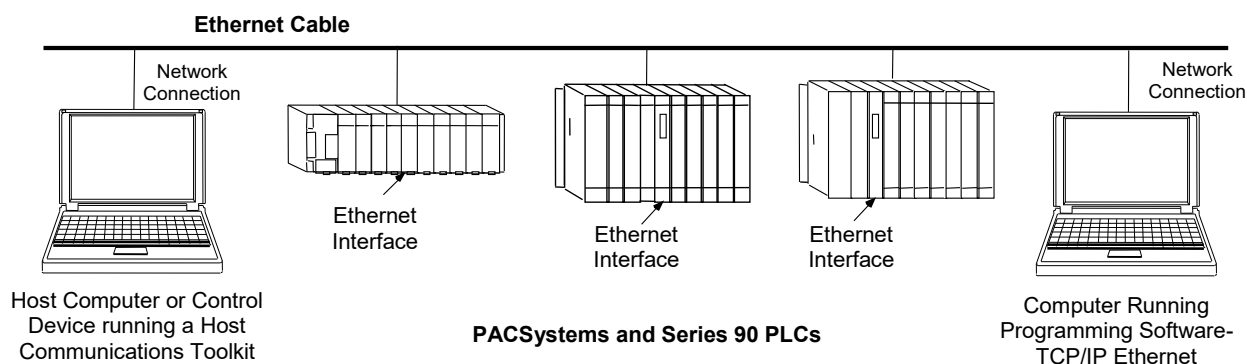 Ethernet Cable
Network
Connection
Network
Connection
Ethernet
Interface
Ethernet
Interface
Ethernet
Interface
Host Computer or Control
Device running a Host
Communications Toolkit
PACSystems and Series 90 PLCs
Computer Running
Programming Software-
TCP/IP Ethernet